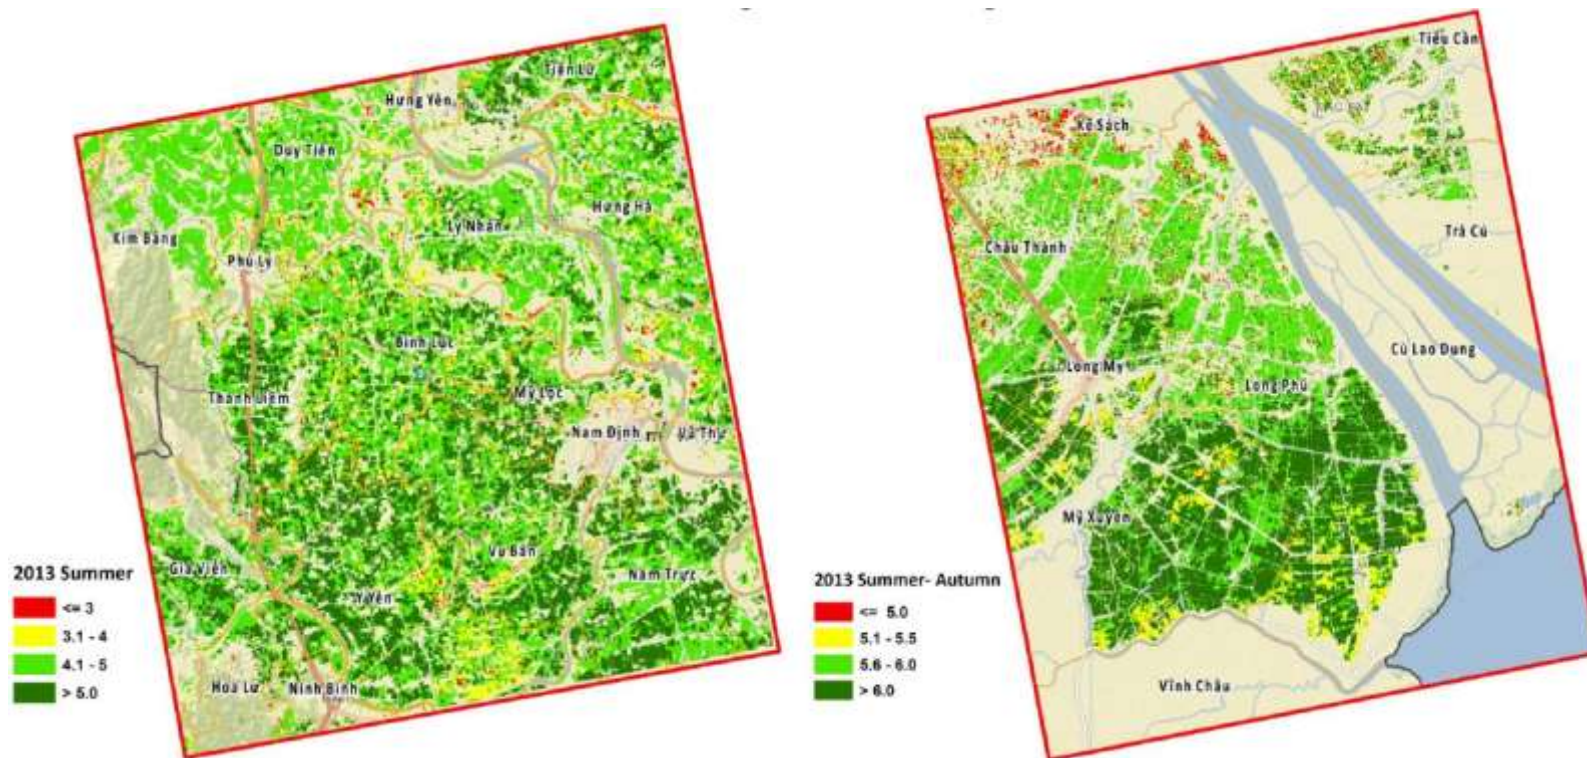 Tiên Lữ
Hưng Yên
Duy Tiên
Hưng Hà
Lý Nhân
Kim Bảng
Phủ Lý
Bình Lục
Thanh Liêm
Mỹ Lộc
Nam Định
Vũ Thư
Vụ Bản
Nam Trực
Gia Viễn
Ý Yên
Hoa Lư
Ninh Bình
2013 Summer
<= 3
3.1 - 4
4.1 - 5
> 5.0
Tiểu Cần
Kế Sách
Trà Cú
Châu Thành
Cù Lao Dung
Long Mỹ
Long Phú
Mỹ Xuyên
Vĩnh Châu
2013 Summer- Autumn
<= 5.0
5.1 - 5.5
5.6 - 6.0
> 6.0